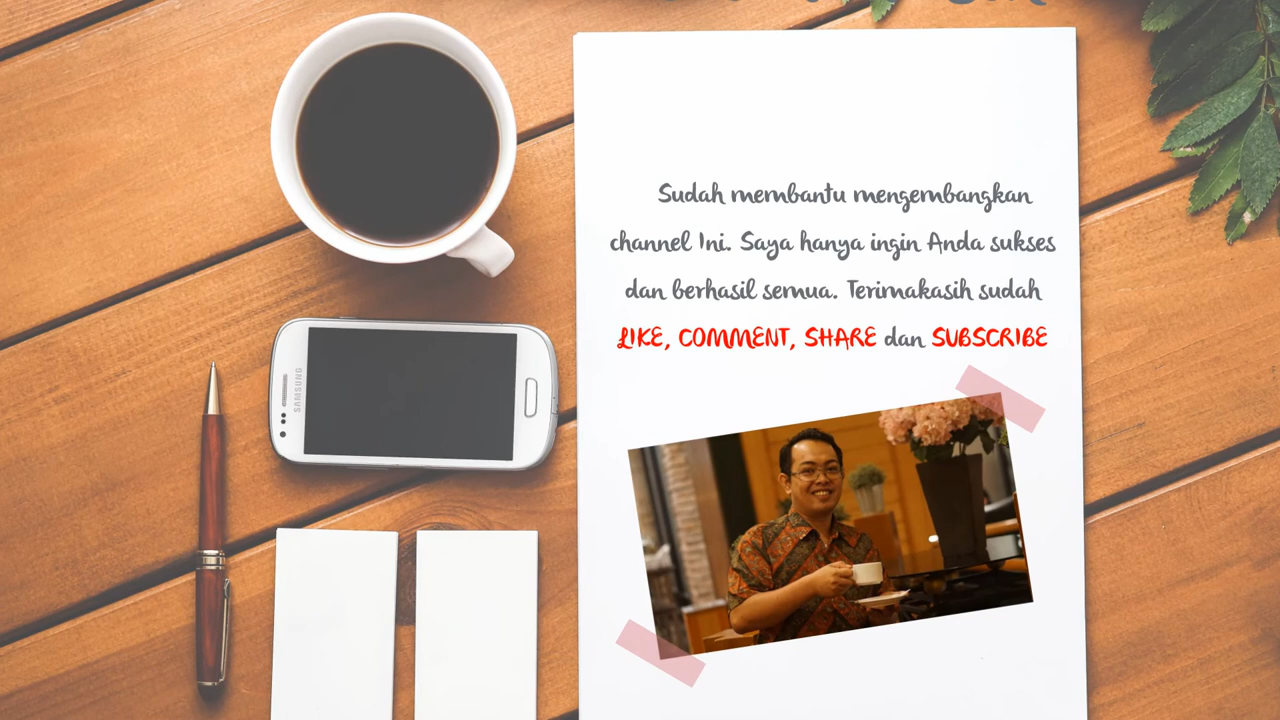 Sudah membantu mengembangkan
channel Ini. Saya hanya ingin Anda sukses
dan berhasil semua. Terimakasih sudah
LIKE, COMMENT, SHARE dan SUBSCRIBE
SAMSUNG